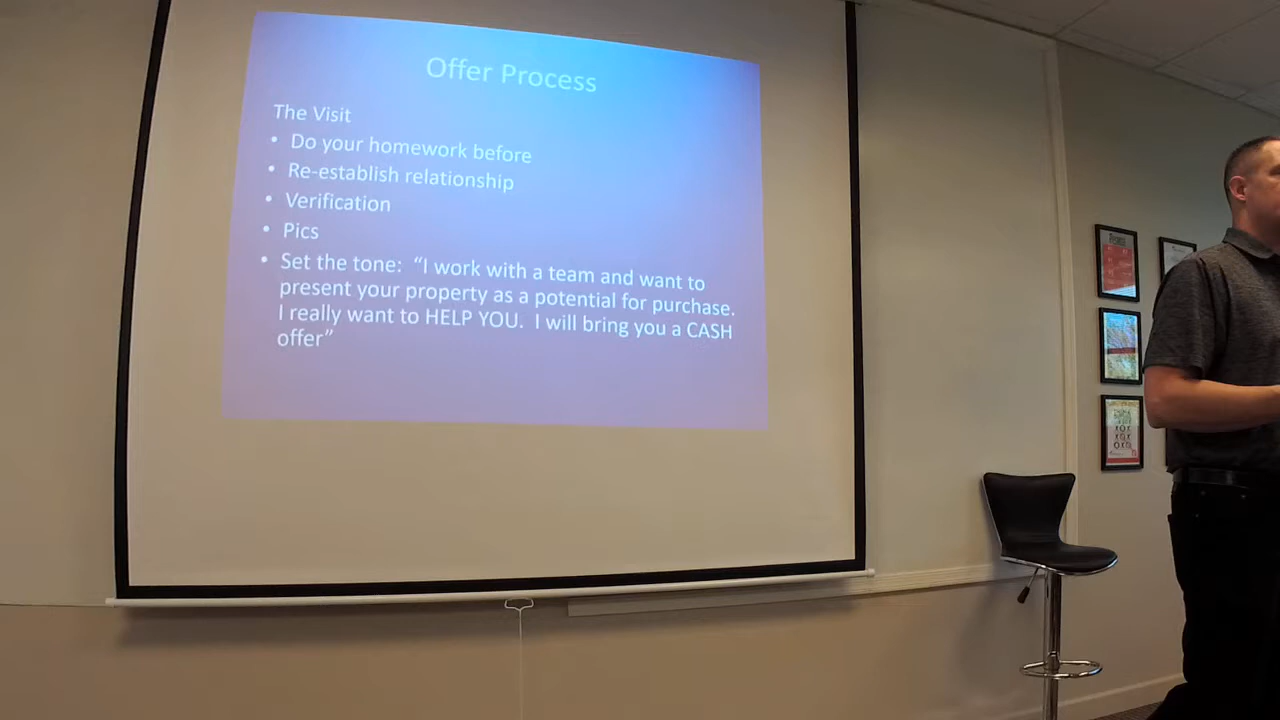 Offer Process
The Visit
• Do your homework before
• Re-establish relationship
• Verification
• Pics
• Set the tone: “I work with a team and want to
present your property as a potential for purchase.
I really want to HELP YOU. I will bring you a CASH
offer”